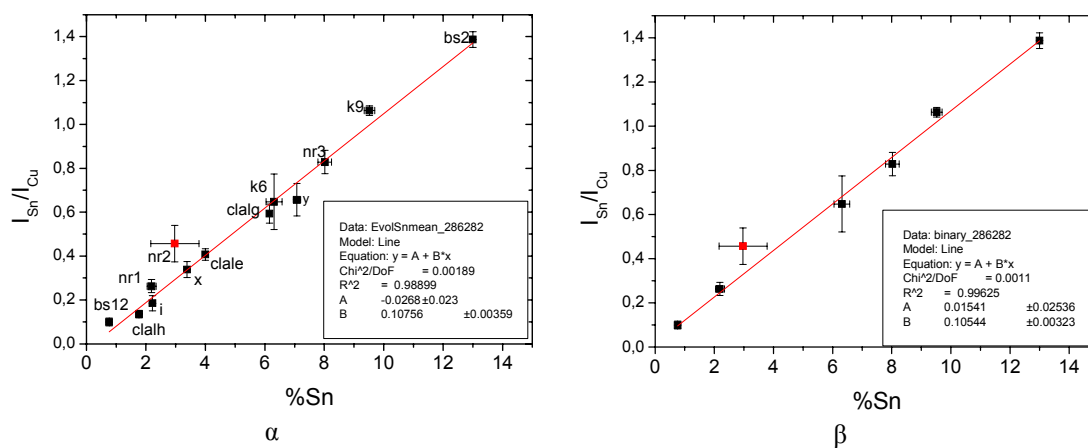 1,4
1,2
1,0
0,8
0,6
0,4
0,2
0,0
I_Sn/I_Cu
bs2
k9
nr3
k6
y
clalg
nr2
clale
nr1
x
bs12
i
clalh
Data: EvolSnmean_286282
Model: Line
Equation: y = A + B*x
Chi^2/DoF = 0.00189
R^2 = 0.98899
A -0.0268±0.023
B 0.10756 ±0.00359
0 2 4 6 8 10 12 14
%Sn
α
1,4
1,2
1,0
0,8
0,6
0,4
0,2
0,0
I_Sn/I_Cu
Data: binary_286282
Model: Line
Equation: y = A + B*x
Chi^2/DoF = 0.0011
R^2 = 0.99625
A 0.01541 ±0.02536
B 0.10544 ±0.00323
0 2 4 6 8 10 12 14
%Sn
β